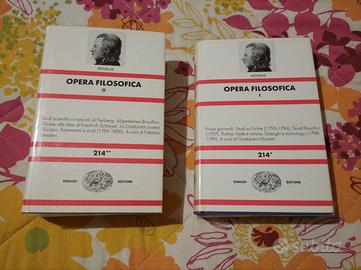 NOVALIS
OPERA FILOSOFICA
II
Studi scientifico-naturali di Freiberg. Allgemeines Brouillon.
Glosse alle «Idee» di Friedrich Schlegel. La Cristianità ovvero
l'Europa. Frammenti e studi (1799-1800). A cura di Fabrizio
Desideri.
214**
EINAUDI
EDITORE
NOVALIS
OPERA FILOSOFICA
I
Prose giovanili. Studi su Fichte (1795-1796). Studi filosofici
(1797). Polline. Fede e amore. Dialoghi e monologo (1798-
1799). A cura di Giampiero Moretti.
214*
EINAUDI
EDITORE
subito